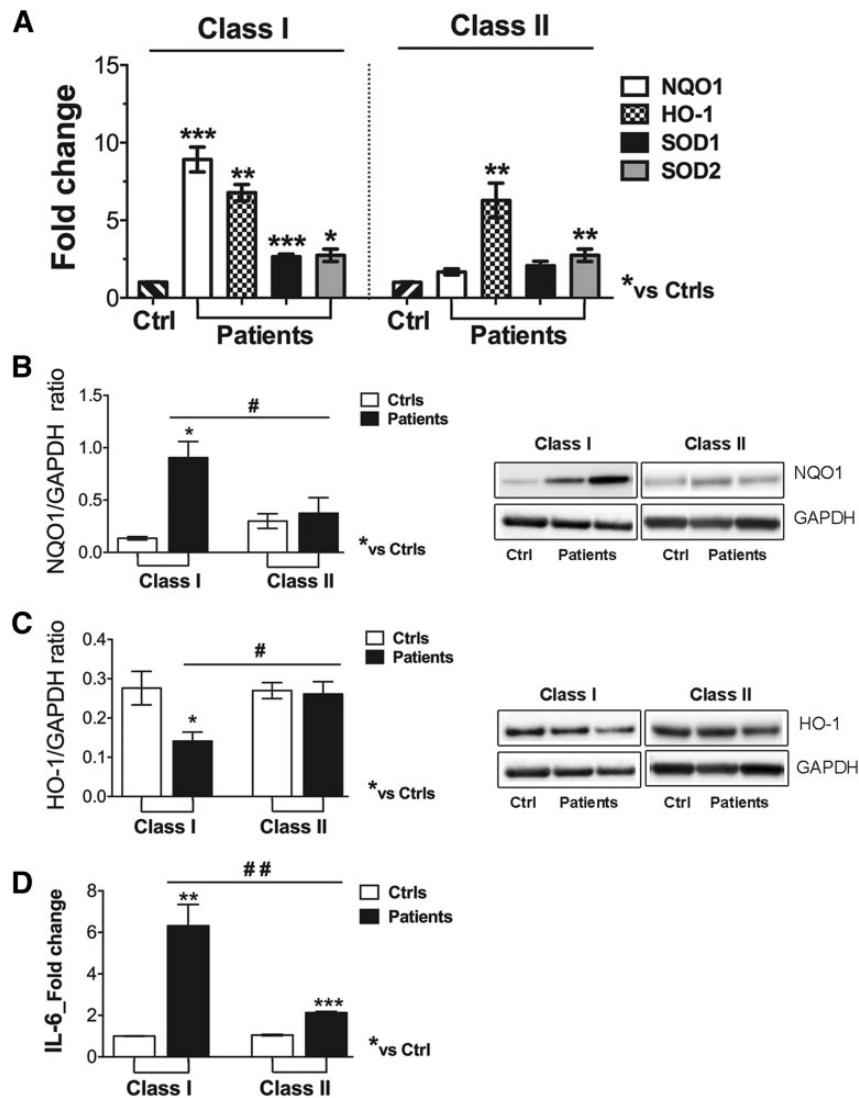 A
Class I
Class II
Fold change
15
10
5
0
***
**
***
*
**
**
NQO1
HO-1
SOD1
SOD2
*vs Ctrls
Ctrl
Patients
Ctrl
Patients
B
NQO1/GAPDH ratio
1.5
1.0
0.5
0.0
#
*
Ctrls
Patients
*vs Ctrls
Class I
Class II
Class I
Class II
NQO1
GAPDH
Ctrl
Patients
Ctrl
Patients
C
HO-1/GAPDH ratio
0.4
0.3
0.2
0.1
0.0
#
*
Ctrls
Patients
*vs Ctrls
Class I
Class II
Class I
Class II
HO-1
GAPDH
Ctrl
Patients
Ctrl
Patients
D
IL-6_Fold change
8
6
4
2
0
# #
**
***
Ctrls
Patients
*vs Ctrl
Class I
Class II